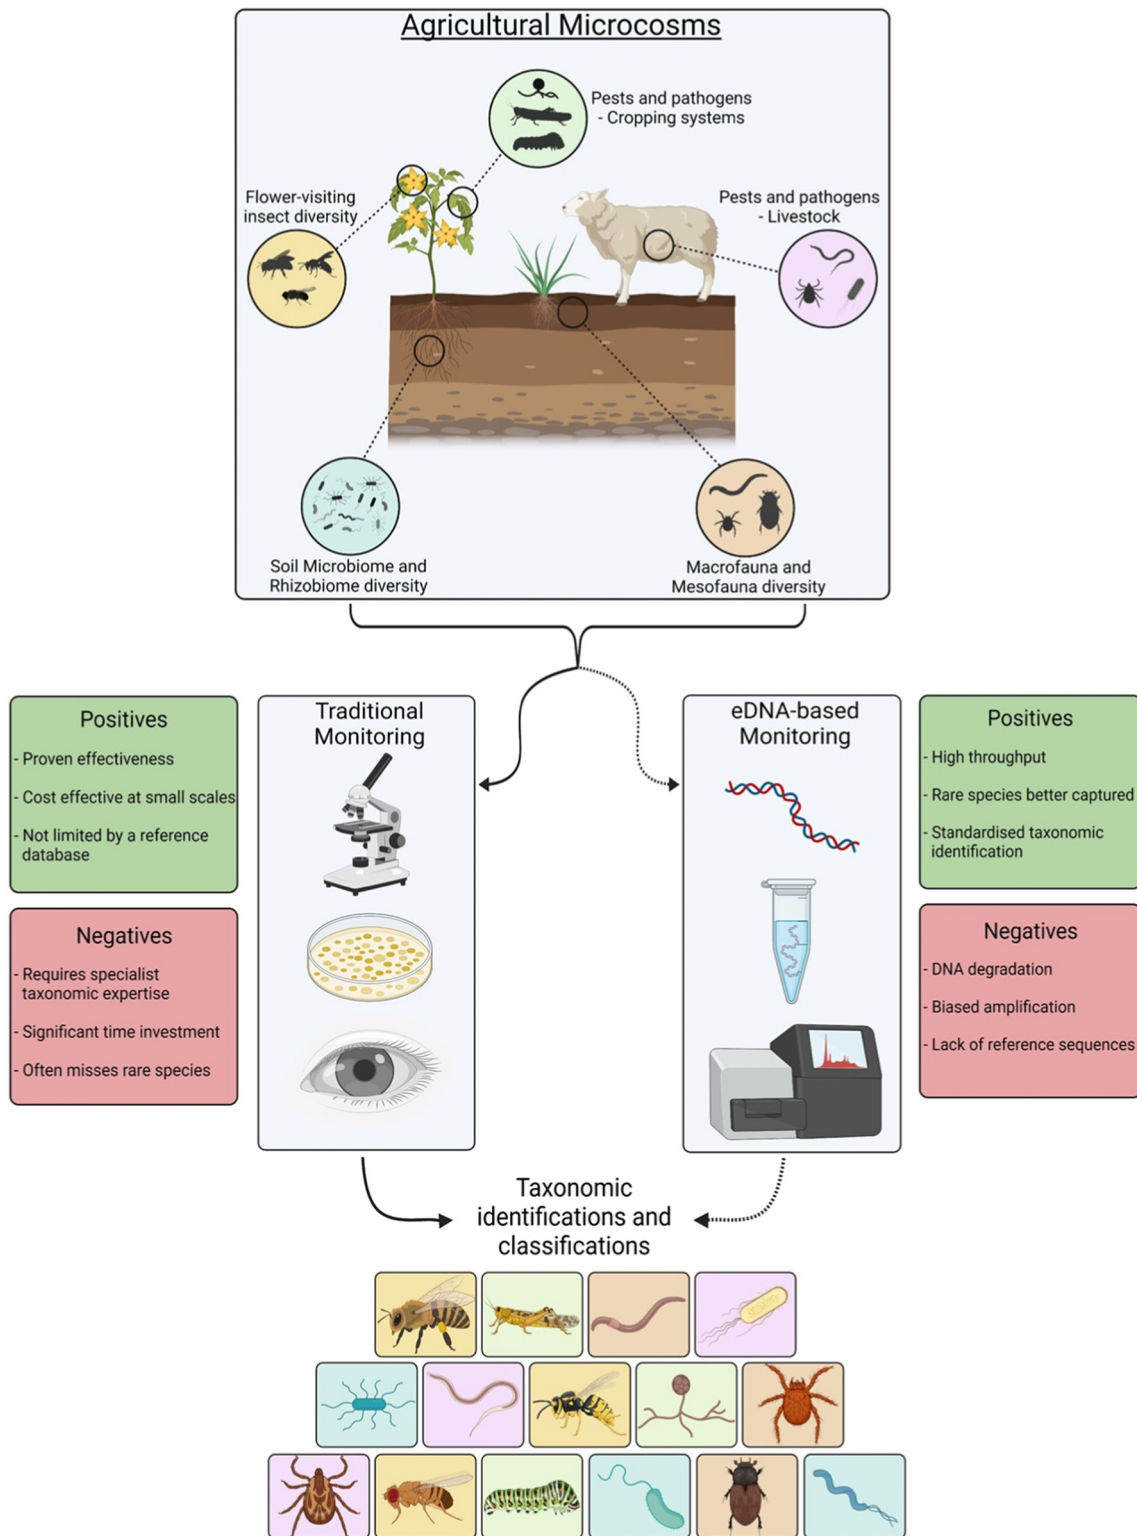 Agricultural Microcosms
Pests and pathogens
- Cropping systems
Flower-visiting
insect diversity
Pests and pathogens
- Livestock
Soil Microbiome and
Rhizobiome diversity
Macrofauna and
Mesofauna diversity
Positives
- Proven effectiveness
- Cost effective at small scales
- Not limited by a reference
database
Negatives
- Requires specialist
taxonomic expertise
- Significant time investment
- Often misses rare species
Traditional
Monitoring
eDNA-based
Monitoring
Positives
- High throughput
- Rare species better captured
- Standardised taxonomic
identification
Negatives
- DNA degradation
- Biased amplification
- Lack of reference sequences
Taxonomic
identifications and
classifications